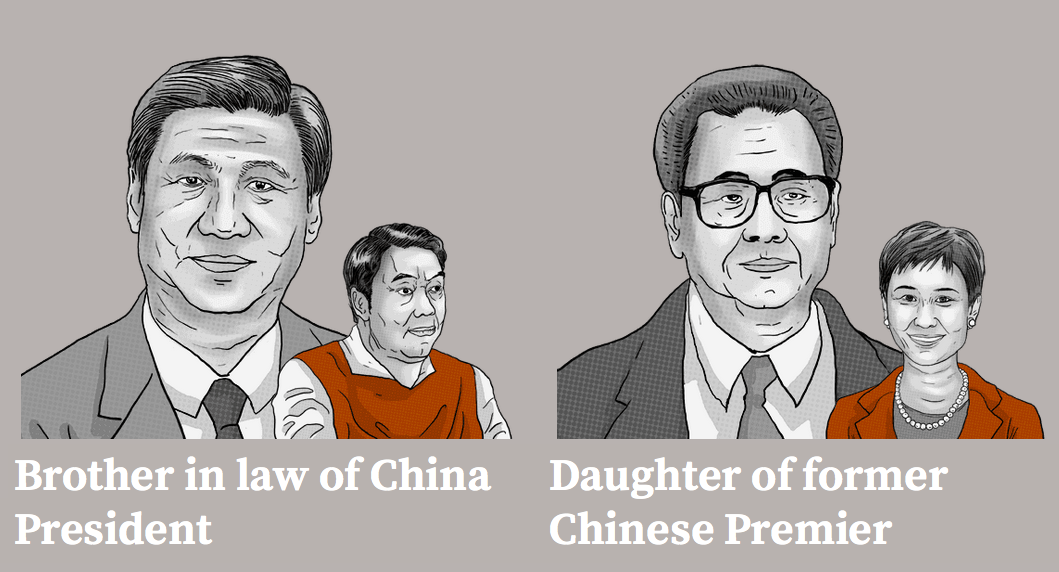 Brother in law of China
President
Daughter of former
Chinese Premier